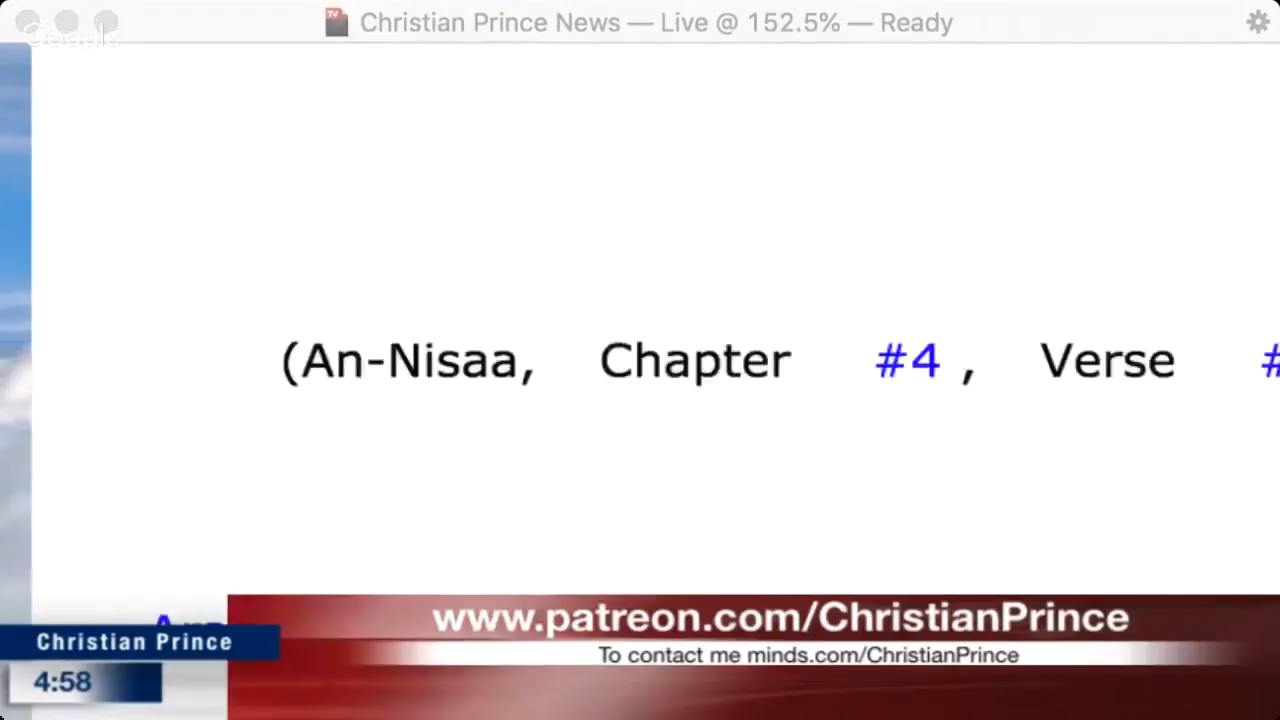 Christian Prince News — Live @ 152.5% — Ready
Google
(An-Nisaa, Chapter #4 , Verse #
www.patreon.com/ChristianPrince
Christian Prince
To contact me minds.com/ChristianPrince
4:58